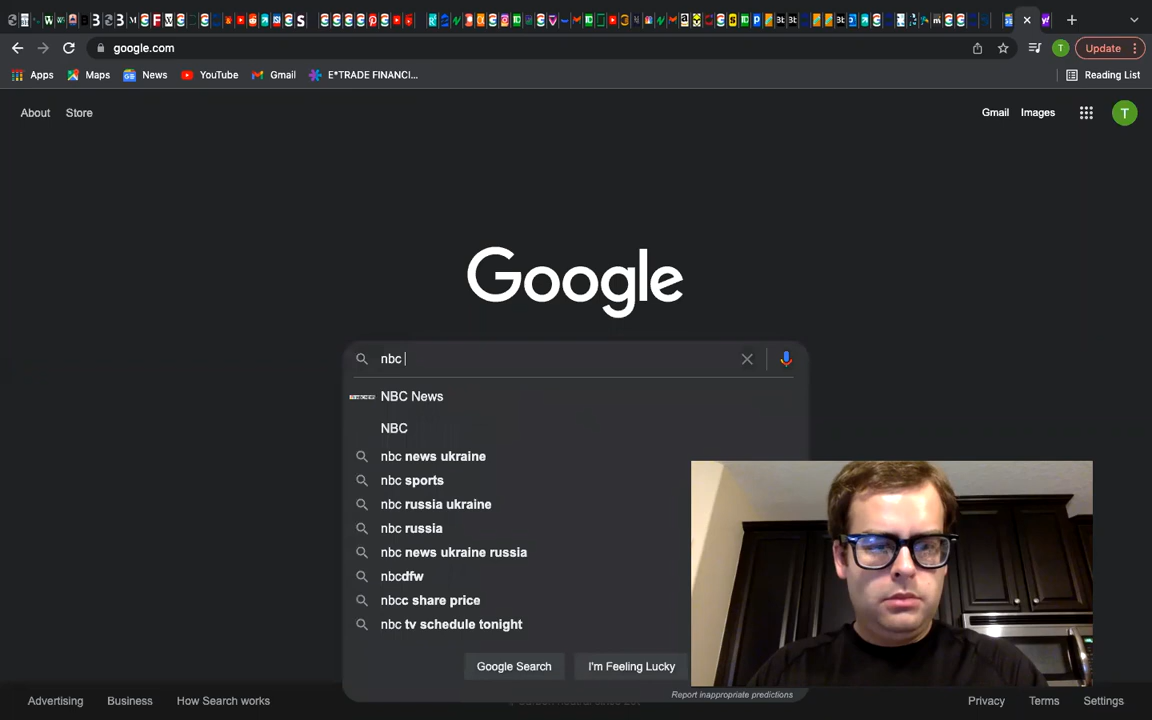 google.com
Update
Apps
Maps
News
YouTube
Gmail
E*TRADE FINANCI...
Reading List
About
Store
Gmail
Images
T
Google
nbc
NBC News
NBC
nbc news ukraine
nbc sports
nbc russia ukraine
nbc russia
nbc news ukraine russia
nbcdfw
nbcc share price
nbc tv schedule tonight
Google Search
I'm Feeling Lucky
Report inappropriate predictions
Advertising
Business
How Search works
Privacy
Terms
Settings